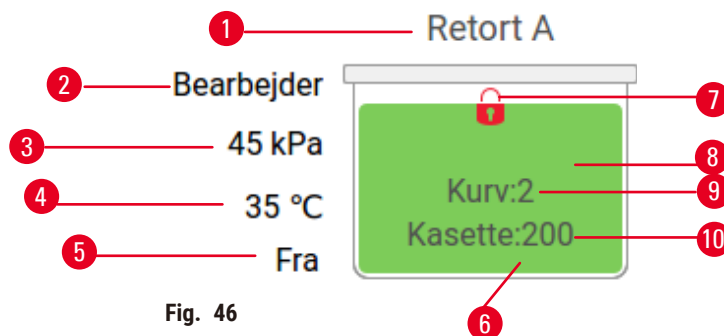 1 Retort A
2 Bearbejder
7
3 45 kPa
8
Kurv:2 9
4 35 °C
Kasette:200 10
5 Fra
6
Fig. 46